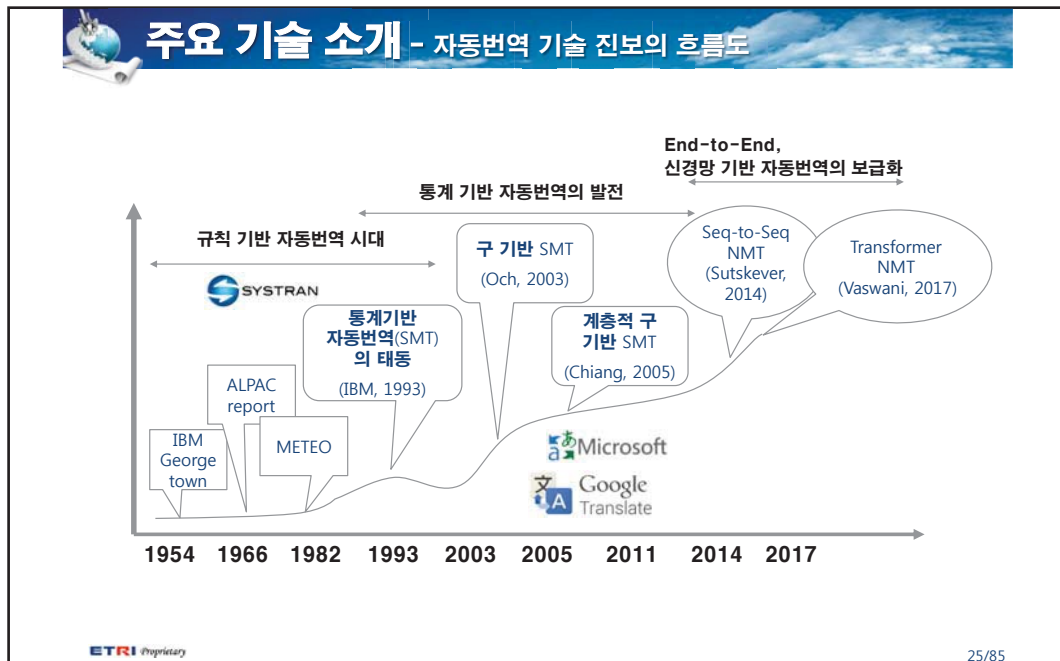 주요 기술 소개 - 자동번역 기술 진보의 흐름도
End-to-End,
신경망 기반 자동번역의 보급화
통계 기반 자동번역의 발전
규칙 기반 자동번역 시대
SYSTRAN
구 기반 SMT
(Och, 2003)
Seq-to-Seq
NMT
(Sutskever,
2014)
Transformer
NMT
(Vaswani, 2017)
통계기반
자동번역(SMT)
의 태동
(IBM, 1993)
계층적 구
기반 SMT
(Chiang, 2005)
ALPAC
report
IBM
George
town
METEO
あ
a
Microsoft
文
A
Google
Translate
1954 1966 1982 1993 2003 2005 2011 2014 2017
ETRI Proprietary
25/85